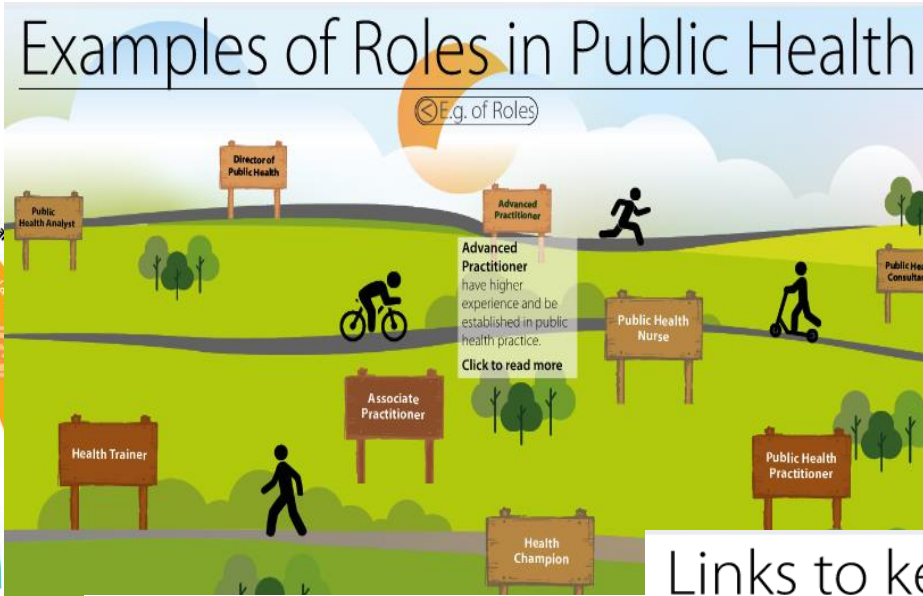 Examples of Roles in Public Health
E.g. of Roles
Director of
Public Health
Public
Health Analyst
Advanced
Practitioner
Advanced
Practitioner
have higher
experience and be
established in public
health practice.
Click to read more
Public Health
Nurse
Associate
Practitioner
Health Trainer
Public Health
Practitioner
Health
Champion
Links to